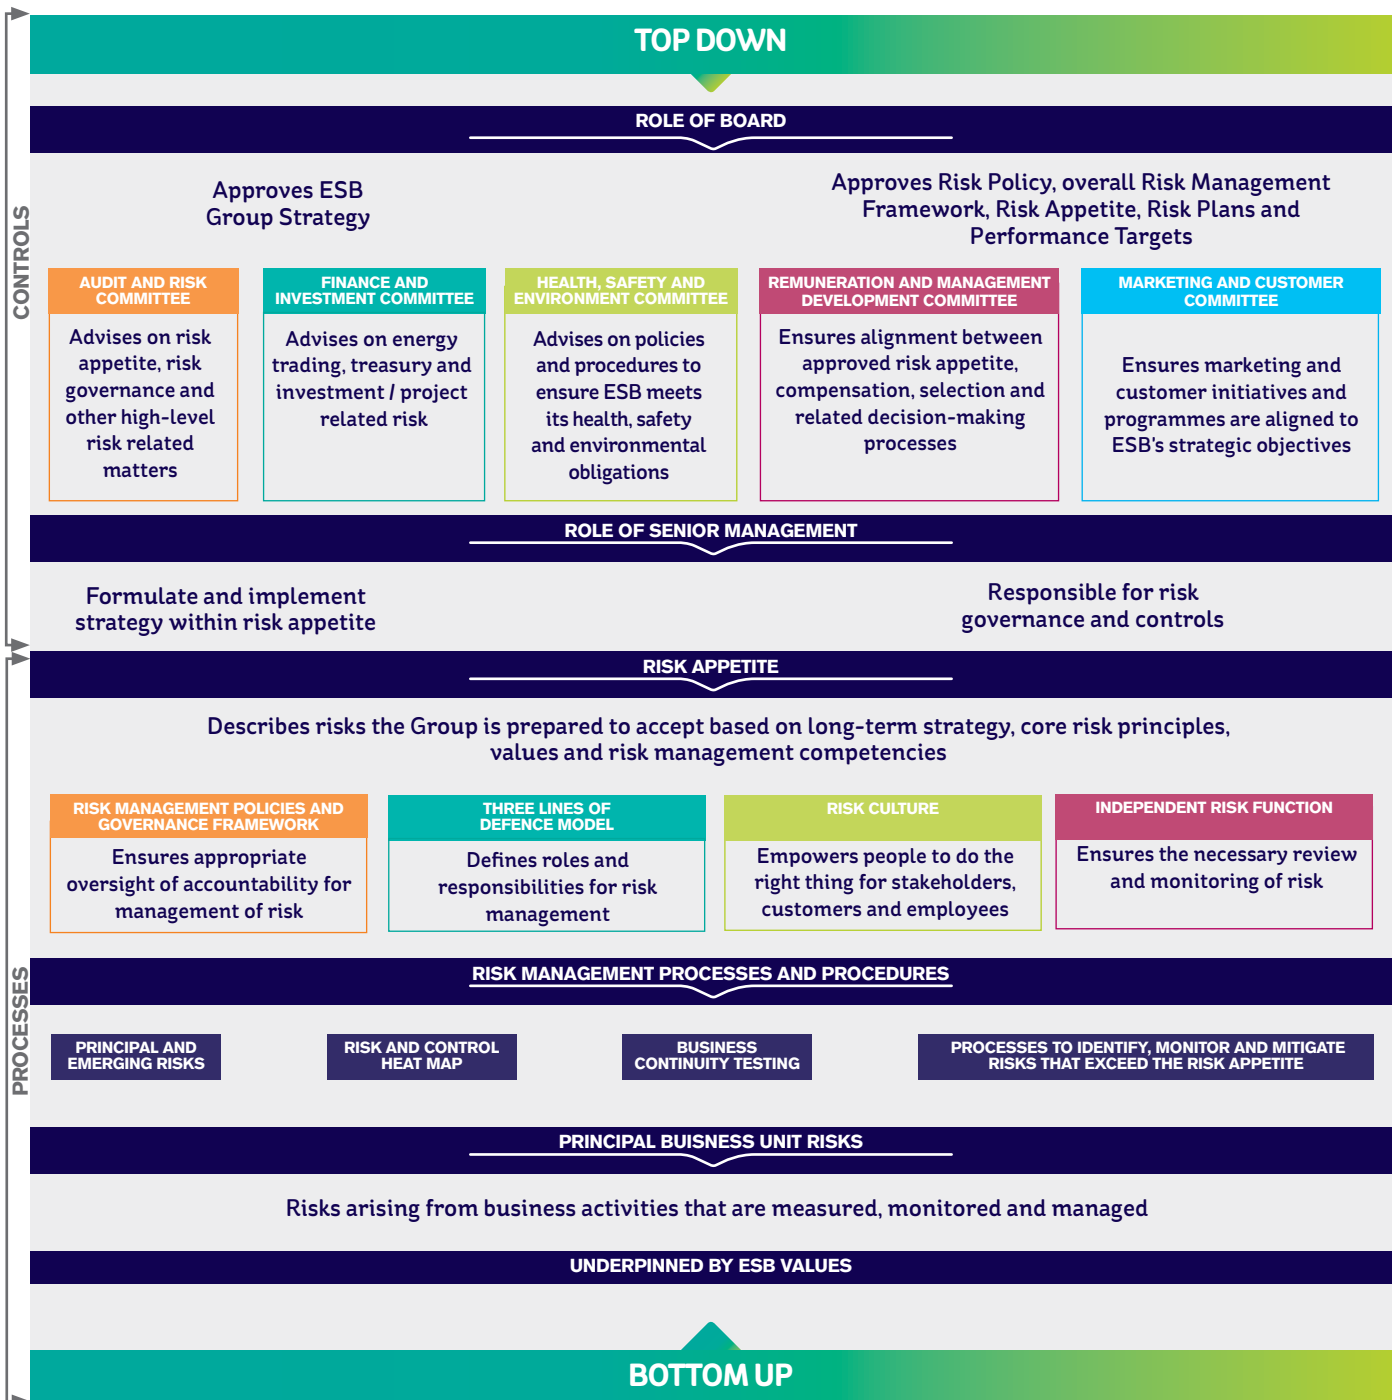 TOP DOWN
ROLE OF BOARD
Approves ESB
Group Strategy
Approves Risk Policy, overall Risk Management
Framework, Risk Appetite, Risk Plans and
Performance Targets
CONTROLS
AUDIT AND RISK
COMMITTEE
Advises on risk
appetite, risk
governance and
other high-level
risk related
matters
FINANCE AND
INVESTMENT COMMITTEE
Advises on energy
trading, treasury and
investment / project
related risk
HEALTH, SAFETY AND
ENVIRONMENT COMMITTEE
Advises on policies
and procedures to
ensure ESB meets
its health, safety
and environmental
obligations
REMUNERATION AND MANAGEMENT
DEVELOPMENT COMMITTEE
Ensures alignment between
approved risk appetite,
compensation, selection and
related decision-making
processes
MARKETING AND CUSTOMER
COMMITTEE
Ensures marketing and
customer initiatives and
programmes are aligned to
ESB's strategic objectives
ROLE OF SENIOR MANAGEMENT
Formulate and implement
strategy within risk appetite
Responsible for risk
governance and controls
RISK APPETITE
Describes risks the Group is prepared to accept based on long-term strategy, core risk principles,
values and risk management competencies
RISK MANAGEMENT POLICIES AND
GOVERNANCE FRAMEWORK
Ensures appropriate
oversight of accountability for
management of risk
THREE LINES OF
DEFENCE MODEL
Defines roles and
responsibilities for risk
management
RISK CULTURE
Empowers people to do the
right thing for stakeholders,
customers and employees
INDEPENDENT RISK FUNCTION
Ensures the necessary review
and monitoring of risk
PROCESSES
RISK MANAGEMENT PROCESSES AND PROCEDURES
PRINCIPAL AND
EMERGING RISKS
RISK AND CONTROL
HEAT MAP
BUSINESS
CONTINUITY TESTING
PROCESSES TO IDENTIFY, MONITOR AND MITIGATE
RISKS THAT EXCEED THE RISK APPETITE
PRINCIPAL BUISNESS UNIT RISKS
Risks arising from business activities that are measured, monitored and managed
UNDERPINNED BY ESB VALUES
BOTTOM UP